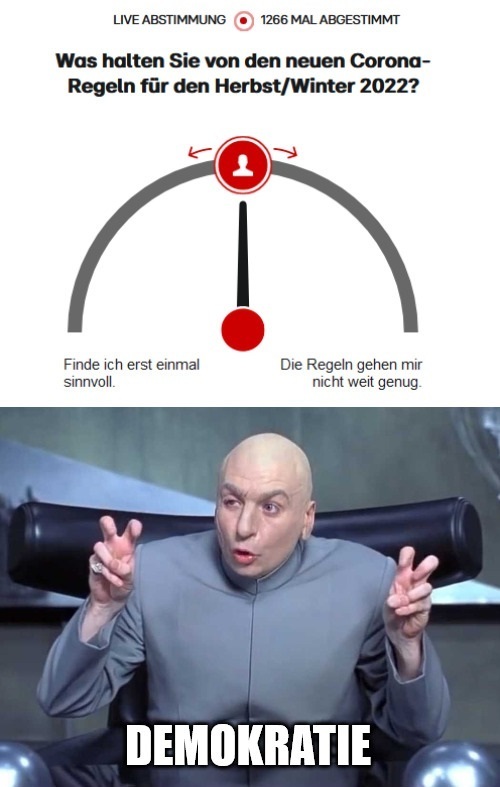 LIVE ABSTIMMUNG 1266 MAL ABGESTIMMT
Was halten Sie von den neuen Corona-
Regeln für den Herbst/Winter 2022?
Finde ich erst einmal
sinnvoll.
Die Regeln gehen mir
nicht weit genug.
DEMOKRATIE